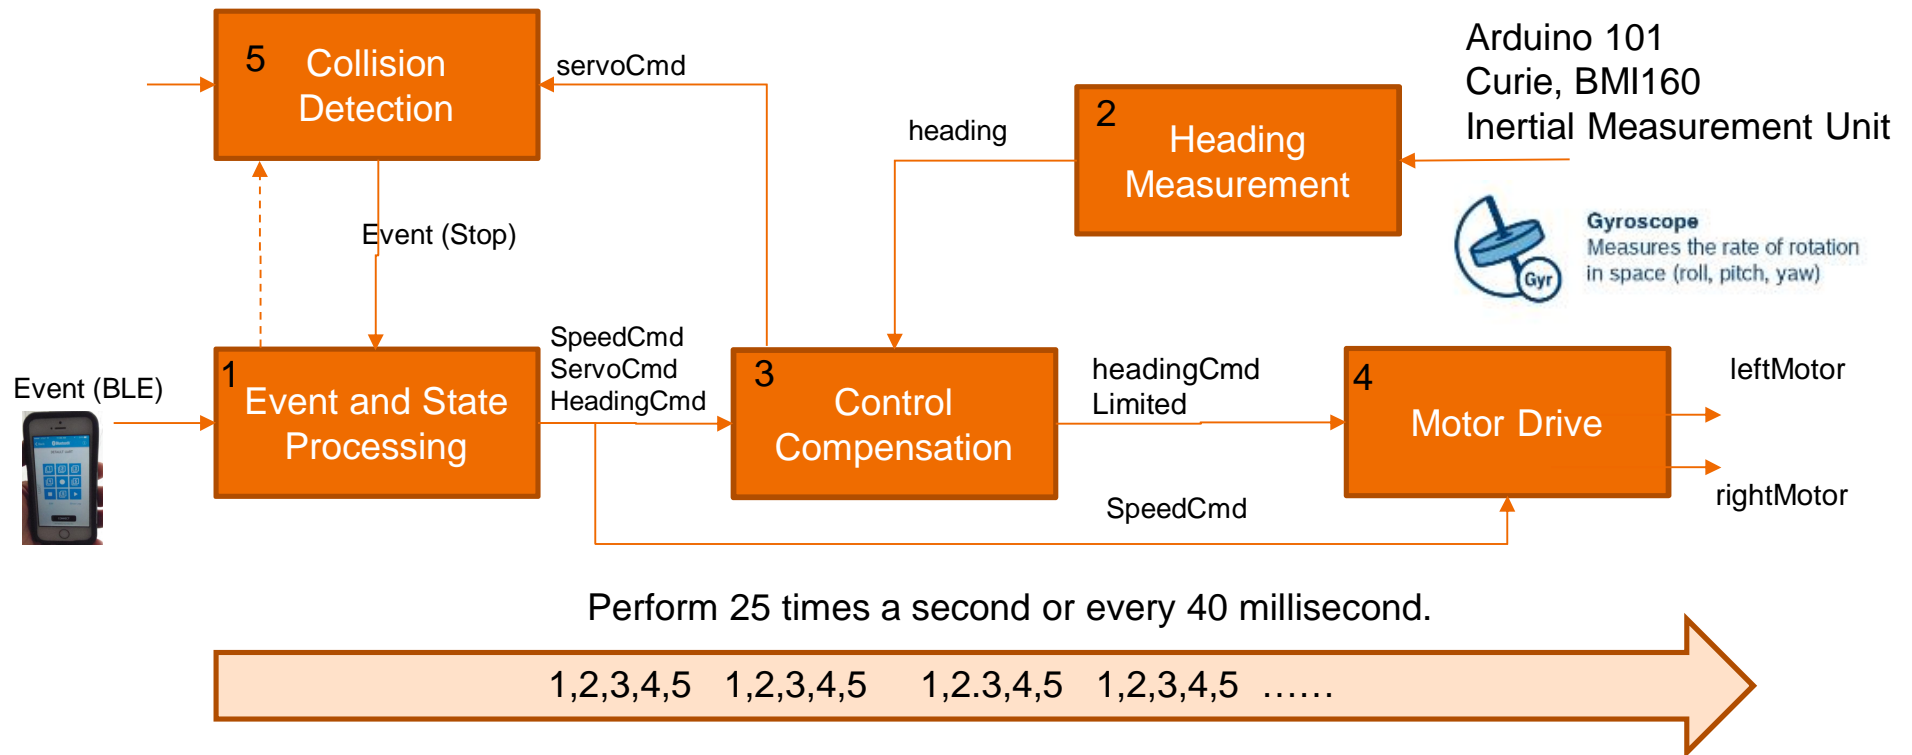 5
Collision
Detection
servoCmd
Arduino 101
Curie, BMI160
Inertial Measurement Unit
heading
2
Heading
Measurement
Event (Stop)
Gyroscope
Measures the rate of rotation
in space (roll, pitch, yaw)
Gyr
Event (BLE)
1
Event and State
Processing
SpeedCmd
ServoCmd
HeadingCmd
3
Control
Compensation
headingCmd
Limited
4
Motor Drive
leftMotor
rightMotor
SpeedCmd
Perform 25 times a second or every 40 millisecond.
1,2,3,4,5 1,2,3,4,5 1,2.3,4,5 1,2,3,4,5 ......